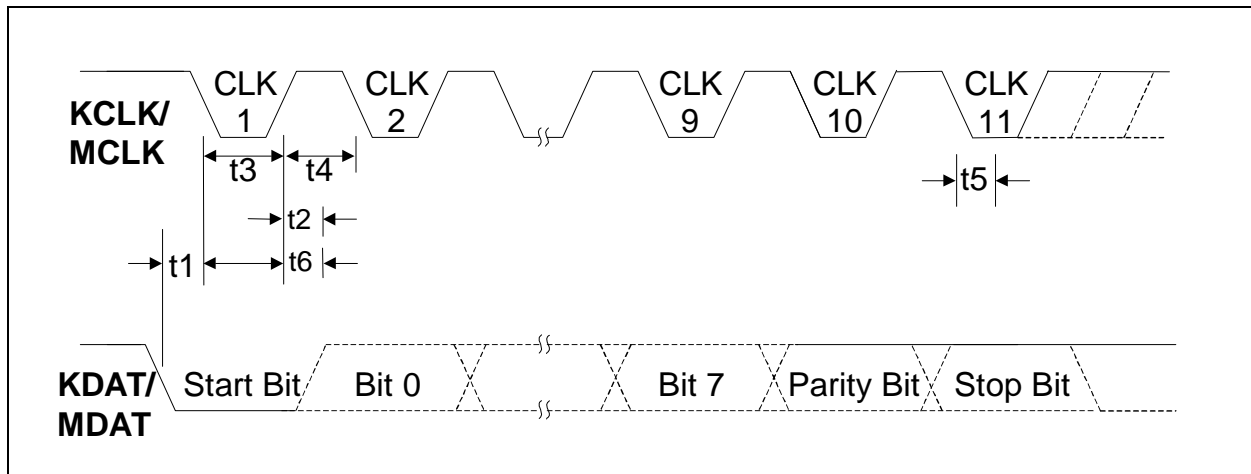 CLK CLK CLK CLK CLK
1 2 9 10 11
KCLK/
MCLK
t3 t4 t5
t2
t1 t6
KDAT/
MDAT
Start Bit Bit 0 Bit 7 Parity Bit Stop Bit